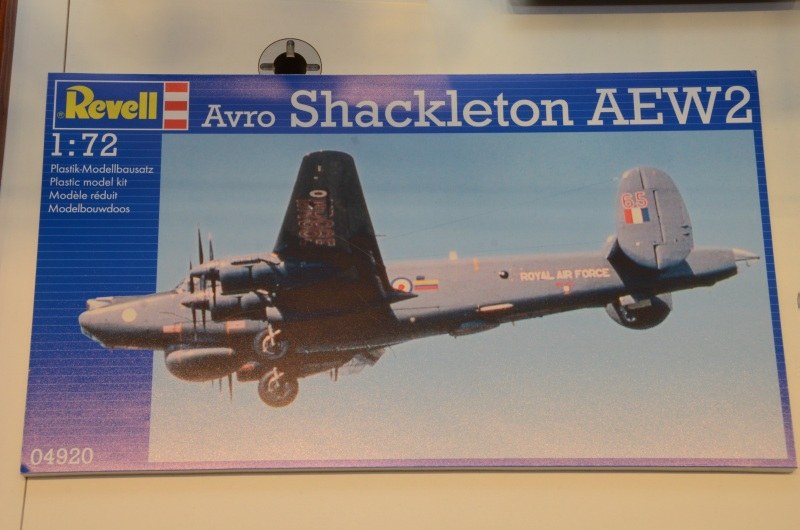 Revell
Avro Shackleton AEW2
1:72
Plastik-Modellbausatz
Plastic model kit
Modèle réduit
Modelbouwdoos
65
ROYAL AIR FORCE
04920